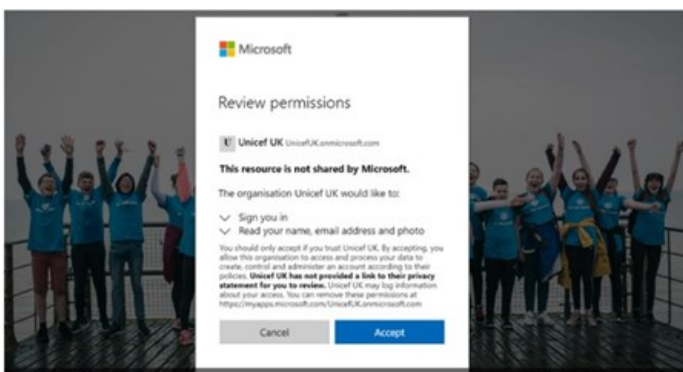 Microsoft
Review permissions
U Unicef UK UnicefUK.onmicrosoft.com
This resource is not shared by Microsoft.
The organisation Unicef UK would like to:
Sign you in
Read your name, email address and photo
You should only accept if you trust Unicef UK. By accepting, you
allow this organisation to access and process your data to
create, control and administer an account according to their
policies. Unicef UK has not provided a link to their privacy
statement for you to review. Unicef UK may log information
about your access. You can remove these permissions at
https://myapps.microsoft.com/UnicefUK.onmicrosoft.com
Cancel
Accept